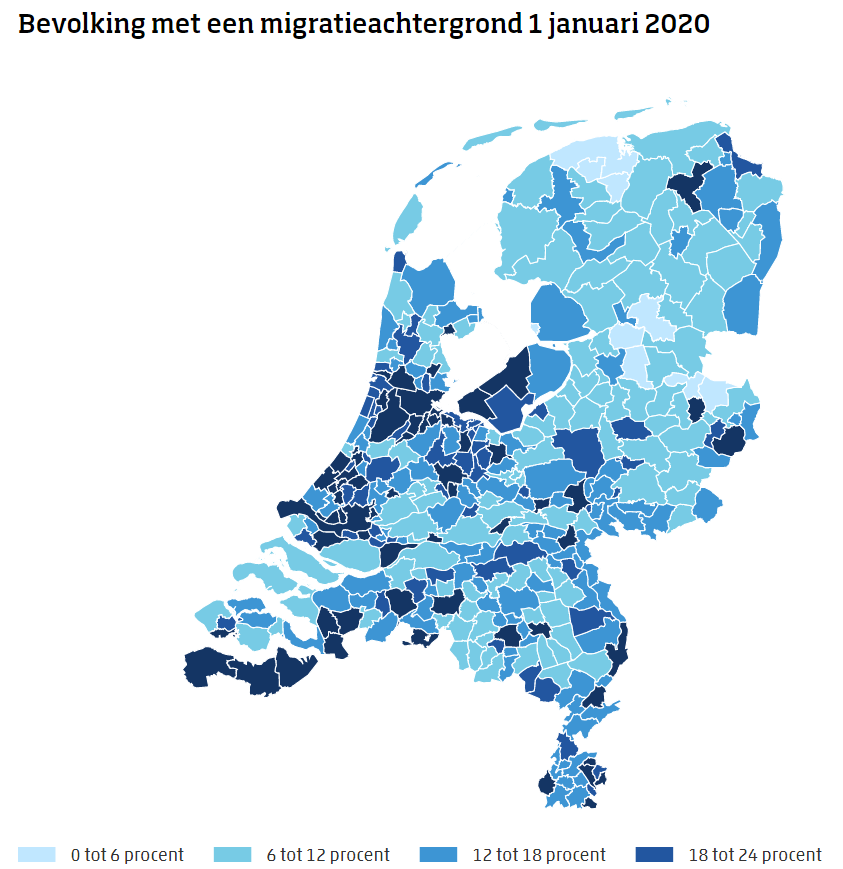 Bevolking met een migratieachtergrond 1 januari 2020
0 tot 6 procent 6 tot 12 procent 12 tot 18 procent 18 tot 24 procent